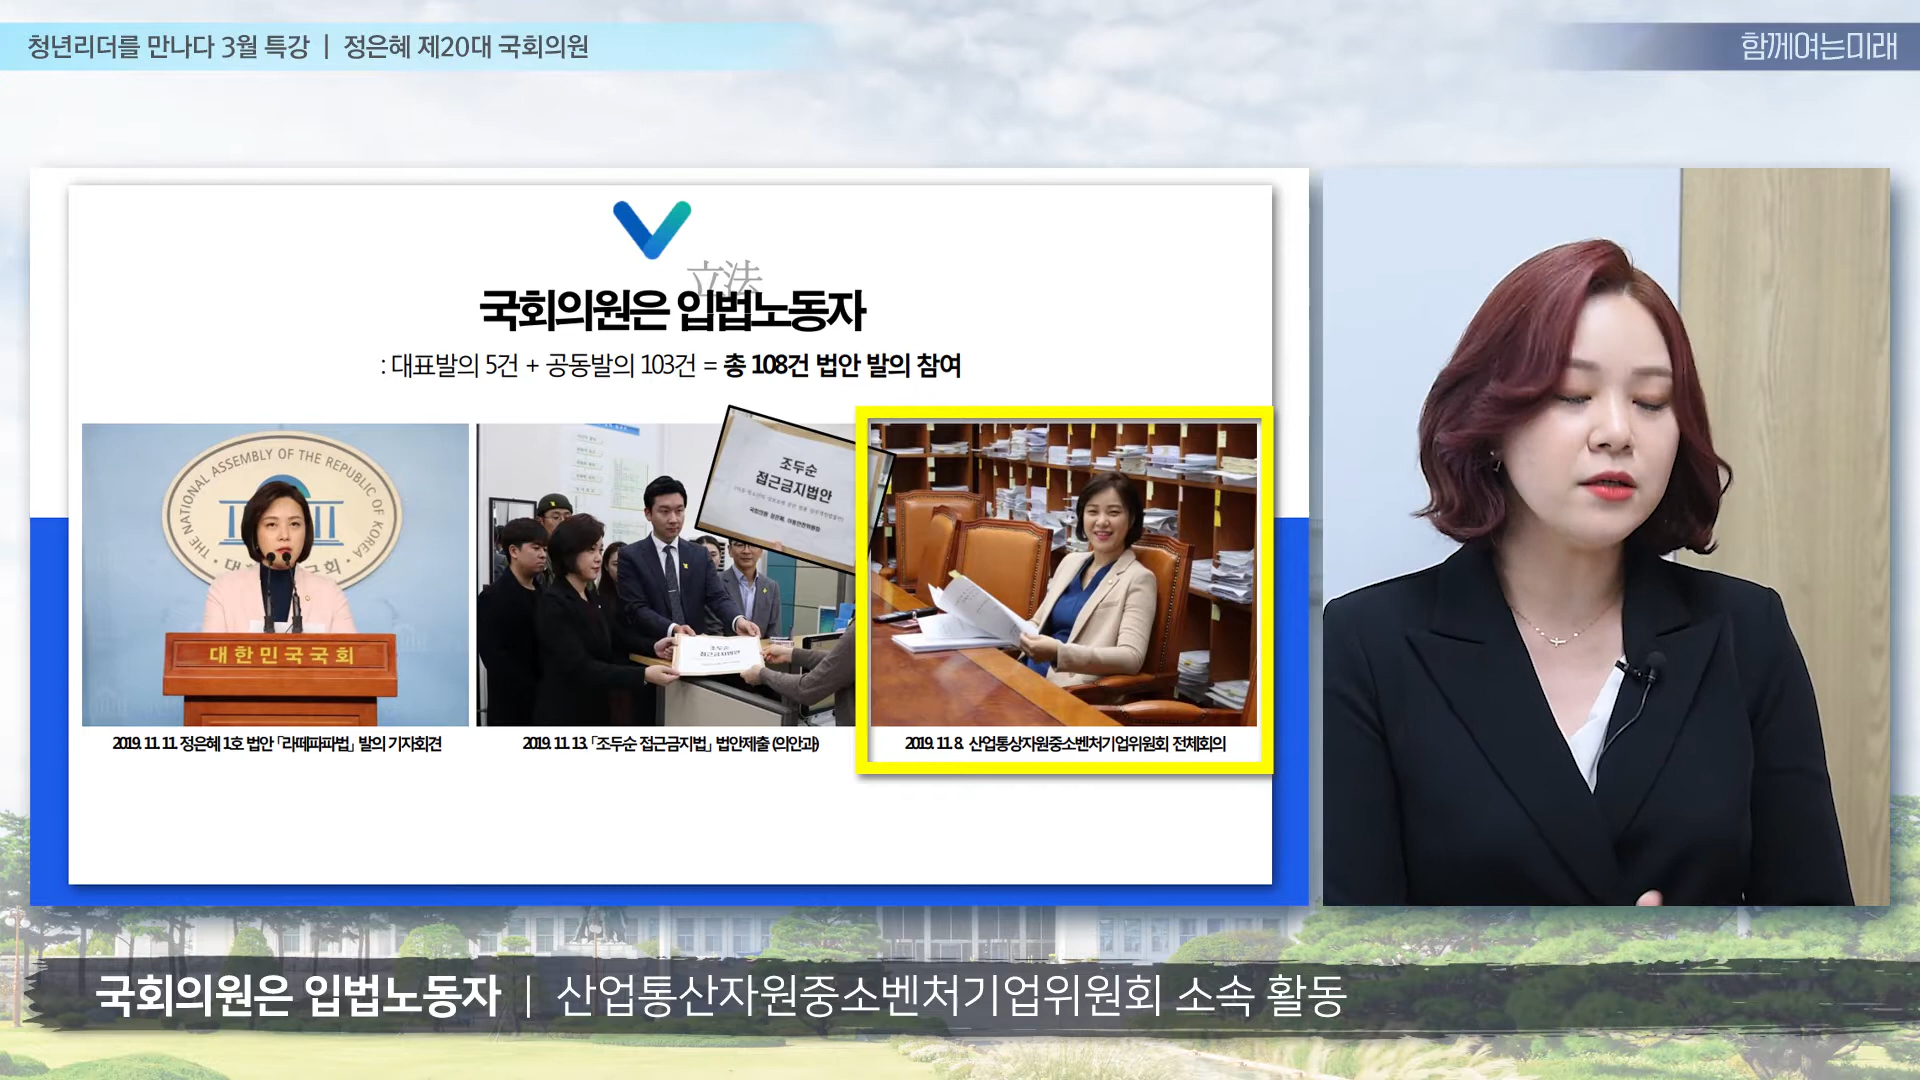 청년리더를 만나다 3월 특강 | 정은혜 제20대 국회의원
함께여는미래
立法
국회의원은 입법노동자
: 대표발의 5건 + 공동발의 103건 = 총 108건 법안 발의 참여
THE NATIONAL ASSEMBLY OF THE REPUBLIC OF KOREA
대한민국국회
조두순
접근금지법안
조두순
접근금지법안
2019. 11. 11. 정은혜 1호 법안 「라떼파파법」 발의 기자회견
2019. 11. 13. 「조두순 접근금지법」 법안제출 (의안과)
2019. 11. 8. 산업통상자원중소벤처기업위원회 전체회의
국회의원은 입법노동자 | 산업통산자원중소벤처기업위원회 소속 활동